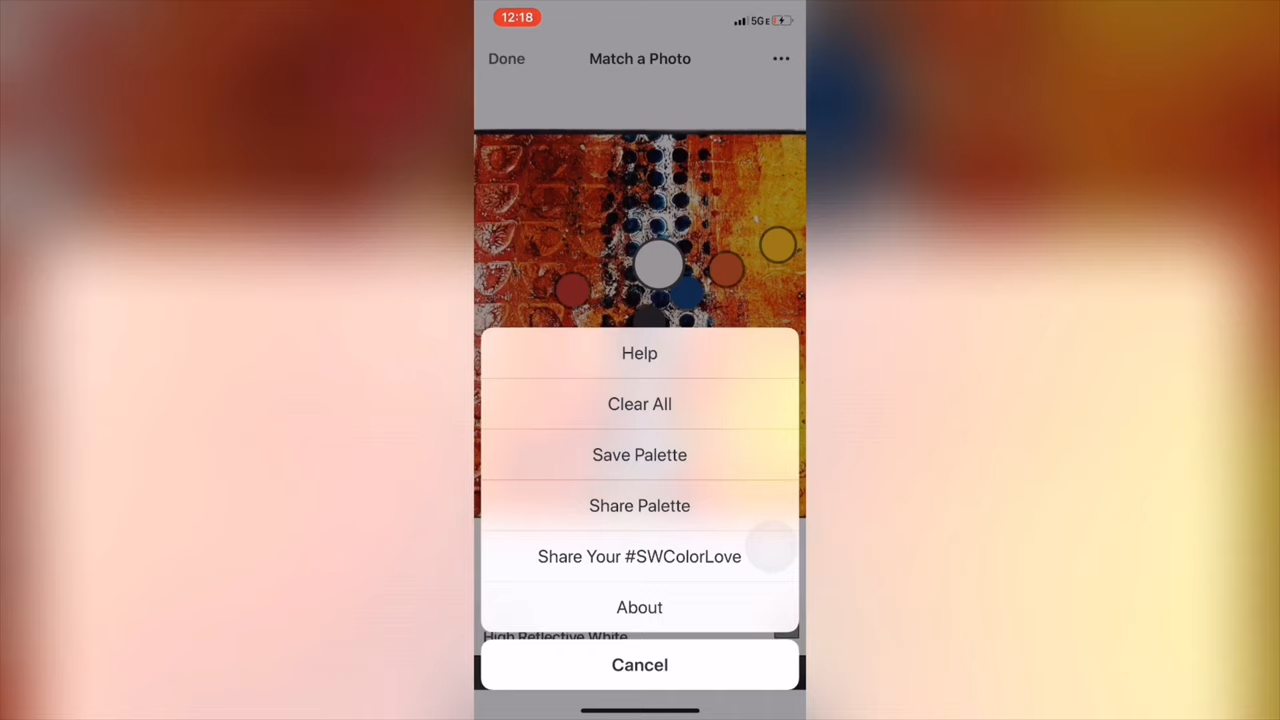 12:18
5GE
Done
Match a Photo
Help
Clear All
Save Palette
Share Palette
Share Your #SWColorLove
About
High Reflective White
Cancel